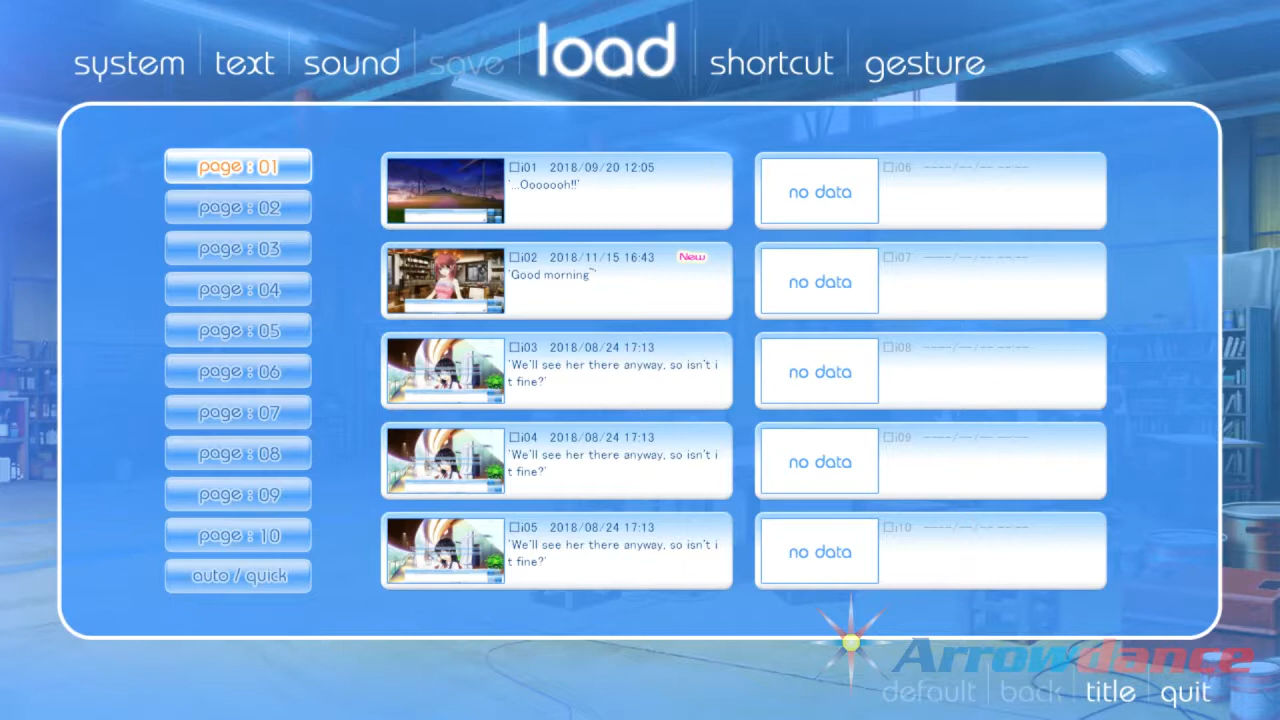 system text sound save load shortcut gesture
page : 01
page : 02
page : 03
page : 04
page : 05
page : 06
page : 07
page : 08
page : 09
page : 10
auto / quick
□i01 2018/09/20 12:05
'...Ooooooh!!'
□i02 2018/11/15 16:43 New
'Good morning~'
□i03 2018/08/24 17:13
'We'll see her there anyway, so isn't i
t fine?'
□i04 2018/08/24 17:13
'We'll see her there anyway, so isn't i
t fine?'
□i05 2018/08/24 17:13
'We'll see her there anyway, so isn't i
t fine?'
no data
□i06 ----/--/-- --:--
no data
□i07 ----/--/-- --:--
no data
□i08 ----/--/-- --:--
no data
□i09 ----/--/-- --:--
no data
□i10 ----/--/-- --:--
Arrowdance
default back title quit